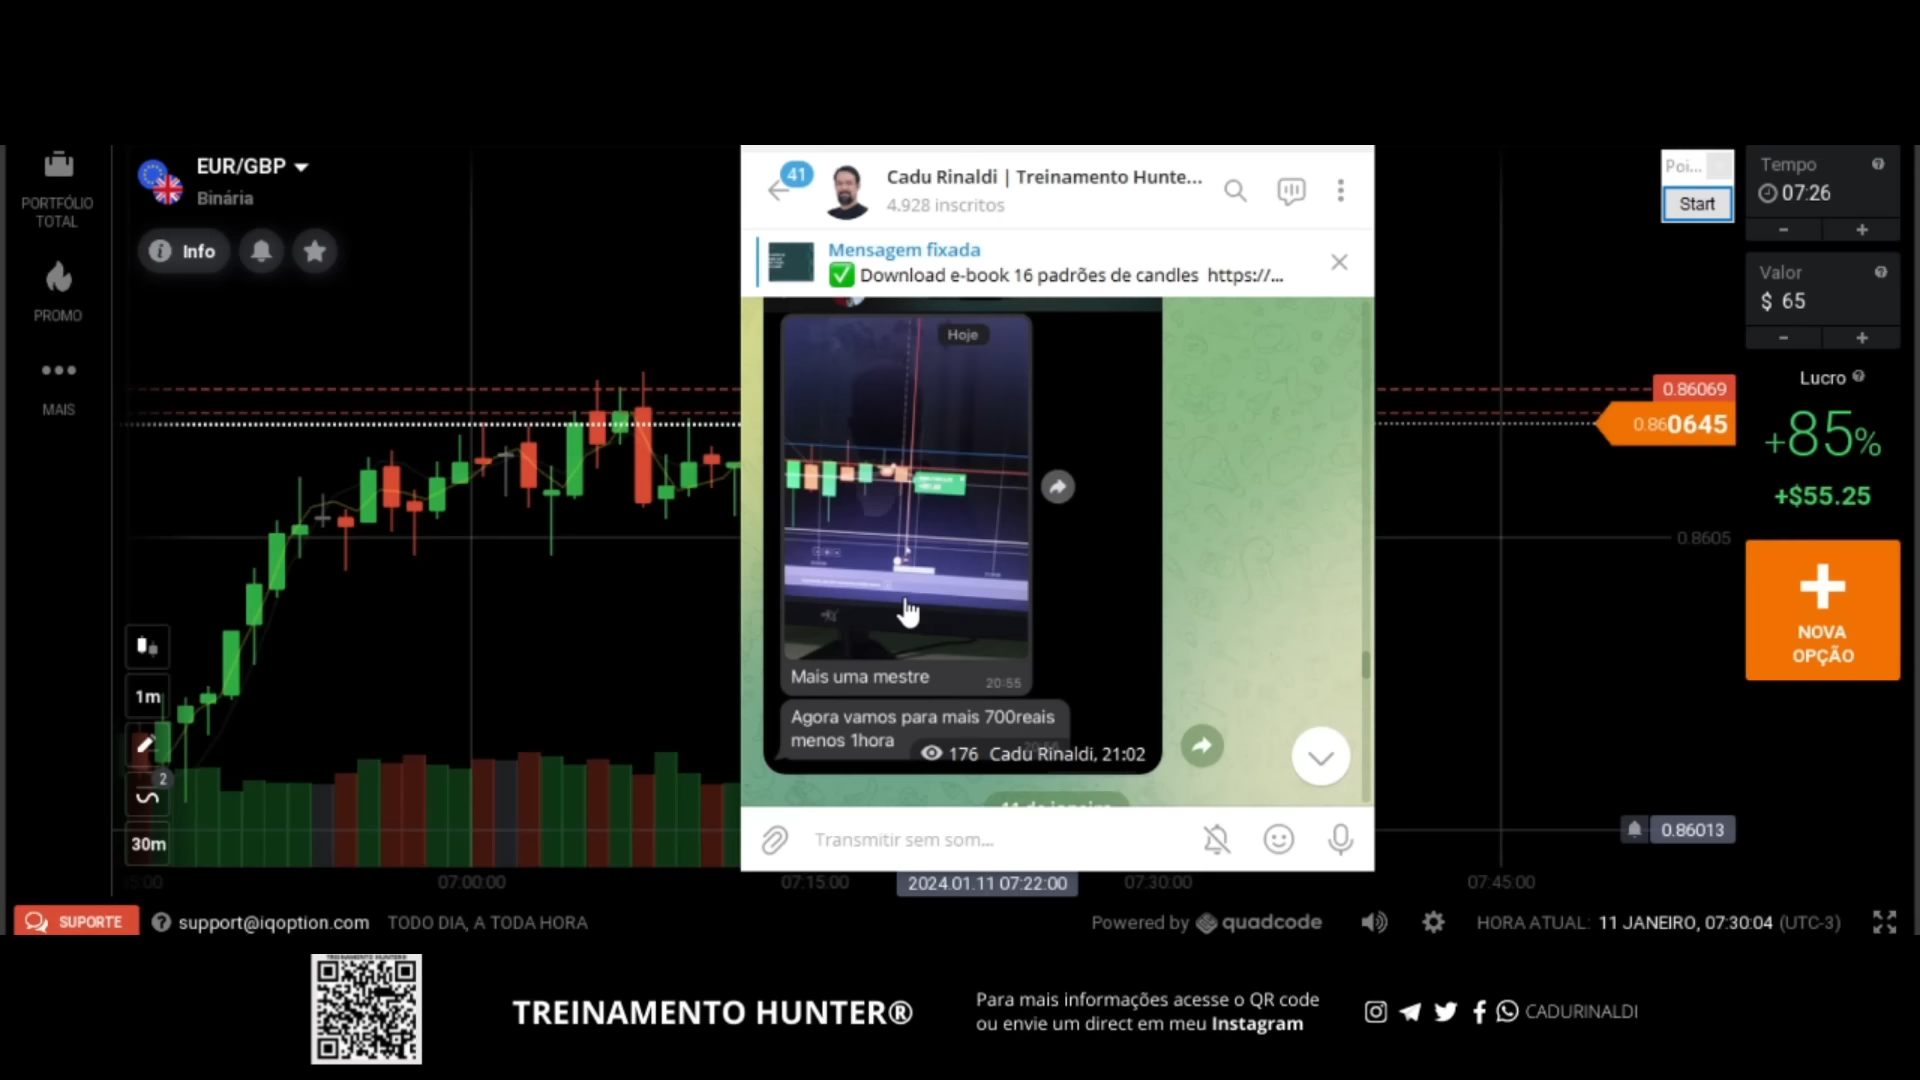 PORTFÓLIO
TOTAL
PROMO
MAIS
EUR/GBP
Binária
Info
1m
2
30m
41
Cadu Rinaldi | Treinamento Hunte...
4.928 inscritos
Mensagem fixada
✅ Download e-book 16 padrões de candles https://...
Hoje
Mais uma mestre
20:55
Agora vamos para mais 700reais
menos 1hora
176 Cadu Rinaldi, 21:02
11 de janeiro
Transmitir sem som...
Poi...
Start
Tempo
07:26
- +
Valor
$ 65
- +
Lucro
+85%
+$55.25
NOVA
OPÇÃO
0.86069
0.860645
0.8605
0.86013
07:00:00
07:15:00
2024.01.11 07:22:00
07:30:00
07:45:00
SUPORTE
support@iqoption.com
TODO DIA, A TODA HORA
Powered by quadcode
HORA ATUAL: 11 JANEIRO, 07:30:04 (UTC-3)
TREINAMENTO HUNTER®
TREINAMENTO HUNTER®
Para mais informações acesse o QR code
ou envie um direct em meu Instagram
CADURINALDI